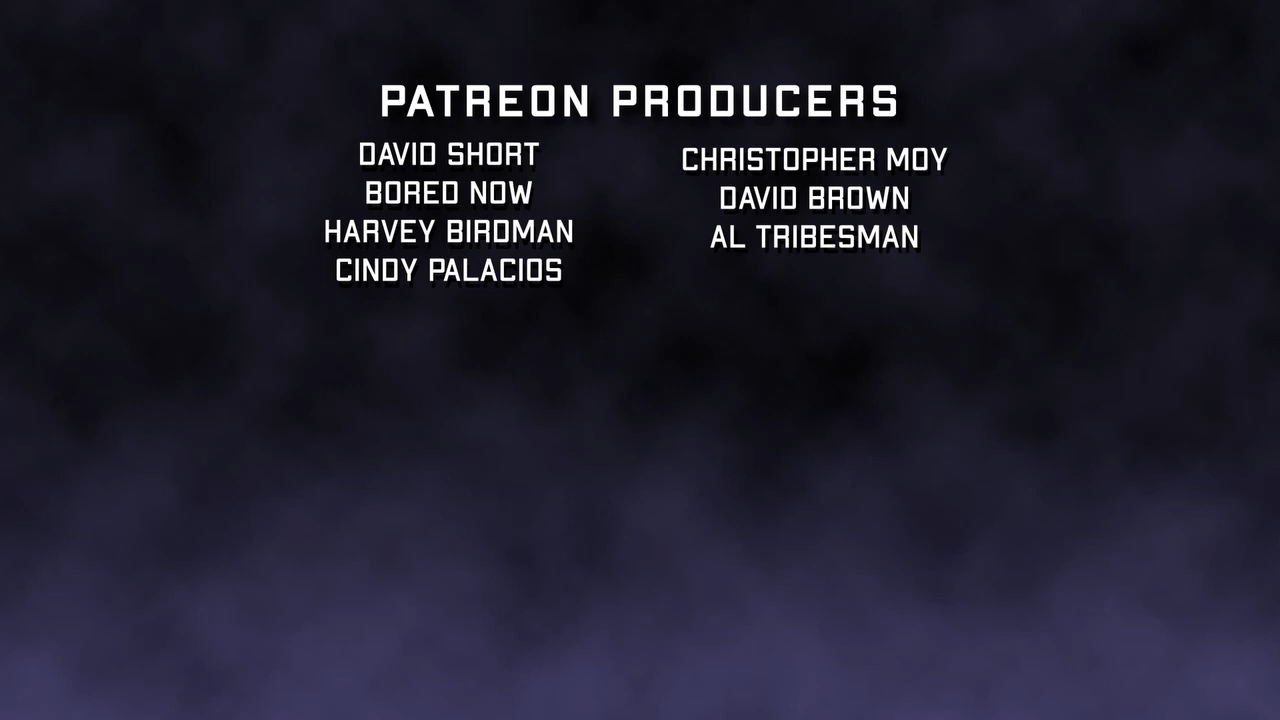 PATREON PRODUCERS
DAVID SHORT
BORED NOW
HARVEY BIRDMAN
CINDY PALACIOS
CHRISTOPHER MOY
DAVID BROWN
AL TRIBESMAN